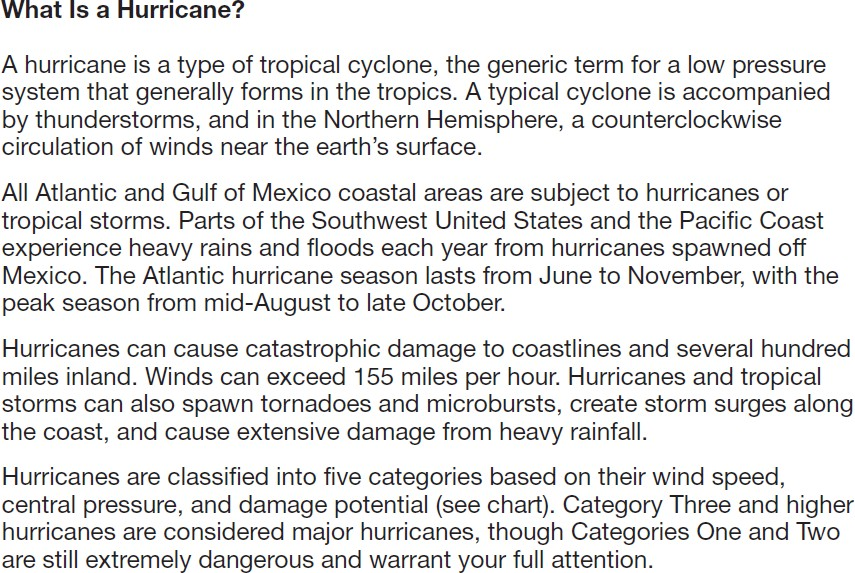 What Is a Hurricane?
A hurricane is a type of tropical cyclone, the generic term for a low pressure
system that generally forms in the tropics. A typical cyclone is accompanied
by thunderstorms, and in the Northern Hemisphere, a counterclockwise
circulation of winds near the earth’s surface.
All Atlantic and Gulf of Mexico coastal areas are subject to hurricanes or
tropical storms. Parts of the Southwest United States and the Pacific Coast
experience heavy rains and floods each year from hurricanes spawned off
Mexico. The Atlantic hurricane season lasts from June to November, with the
peak season from mid-August to late October.
Hurricanes can cause catastrophic damage to coastlines and several hundred
miles inland. Winds can exceed 155 miles per hour. Hurricanes and tropical
storms can also spawn tornadoes and microbursts, create storm surges along
the coast, and cause extensive damage from heavy rainfall.
Hurricanes are classified into five categories based on their wind speed,
central pressure, and damage potential (see chart). Category Three and higher
hurricanes are considered major hurricanes, though Categories One and Two
are still extremely dangerous and warrant your full attention.